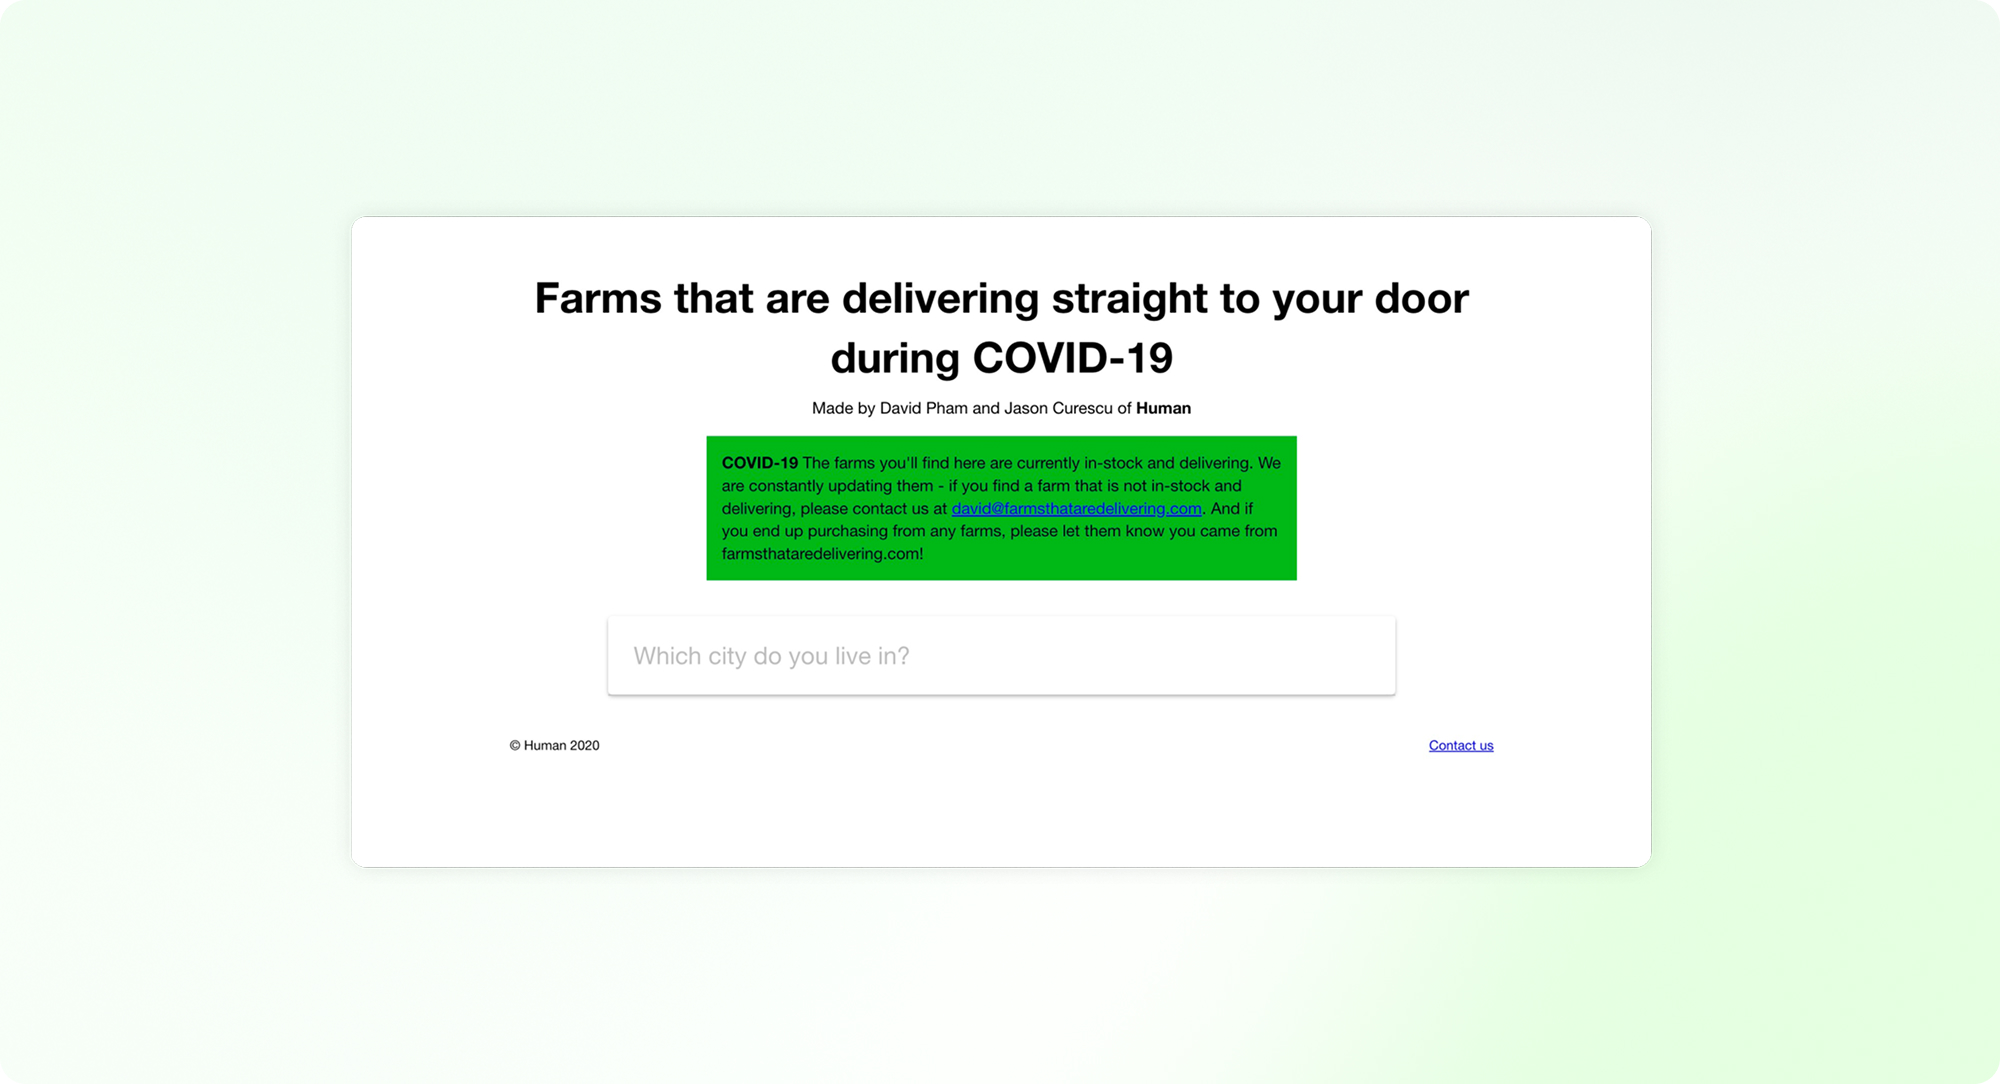 Farms that are delivering straight to your door
during COVID-19
Made by David Pham and Jason Curescu of Human
COVID-19 The farms you'll find here are currently in-stock and delivering. We
are constantly updating them - if you find a farm that is not in-stock and
delivering, please contact us at david@farmsthataredelivering.com. And if
you end up purchasing from any farms, please let them know you came from
farmsthataredelivering.com!
Which city do you live in?
© Human 2020
Contact us